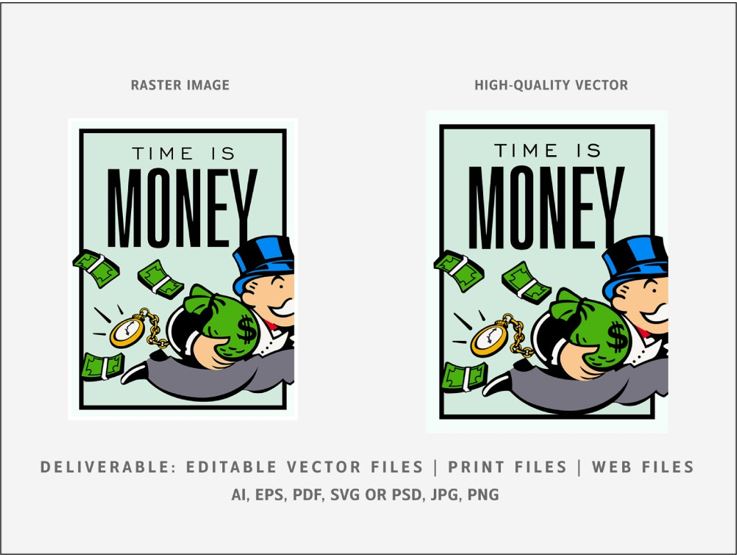 RASTER IMAGE
HIGH-QUALITY VECTOR
TIME IS
MONEY
$
TIME IS
MONEY
$
DELIVERABLE: EDITABLE VECTOR FILES | PRINT FILES | WEB FILES
AI, EPS, PDF, SVG OR PSD, JPG, PNG